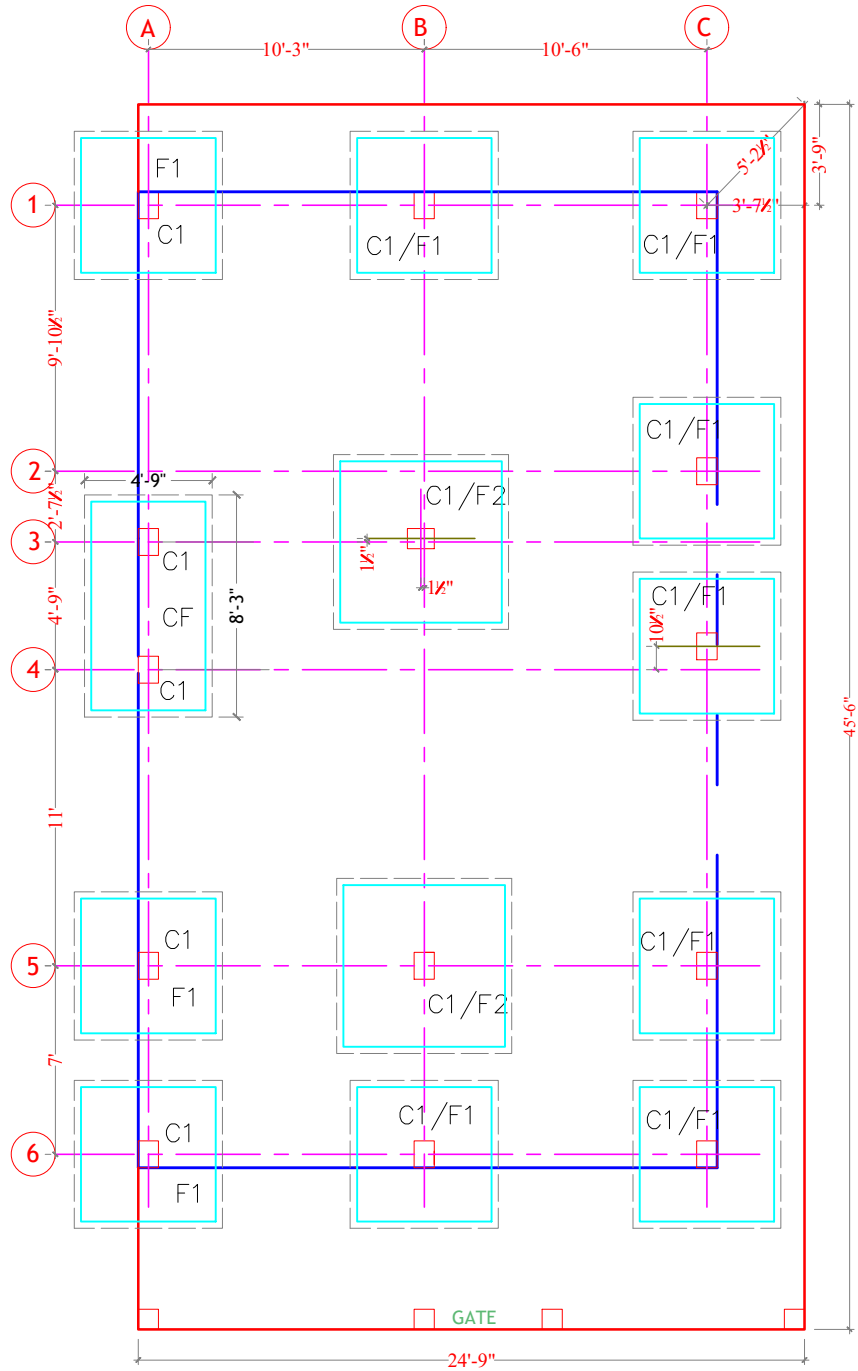 A B C
10'-3" 10'-6"
5'-2½"
3'-9"
3'-7½"
1
F1
C1
C1/F1
C1/F1
9'-10½"
C1/F1
2
4'-9"
2'-7½"
C1/F2
3
1½"
C1
1½"
C1/F1
4'-9"
CF
8'-3"
10½"
4
C1
45'-6"
11'
C1
C1/F1
5
F1
C1/F2
7'
C1
C1/F1
C1/F1
6
F1
GATE
24'-9"